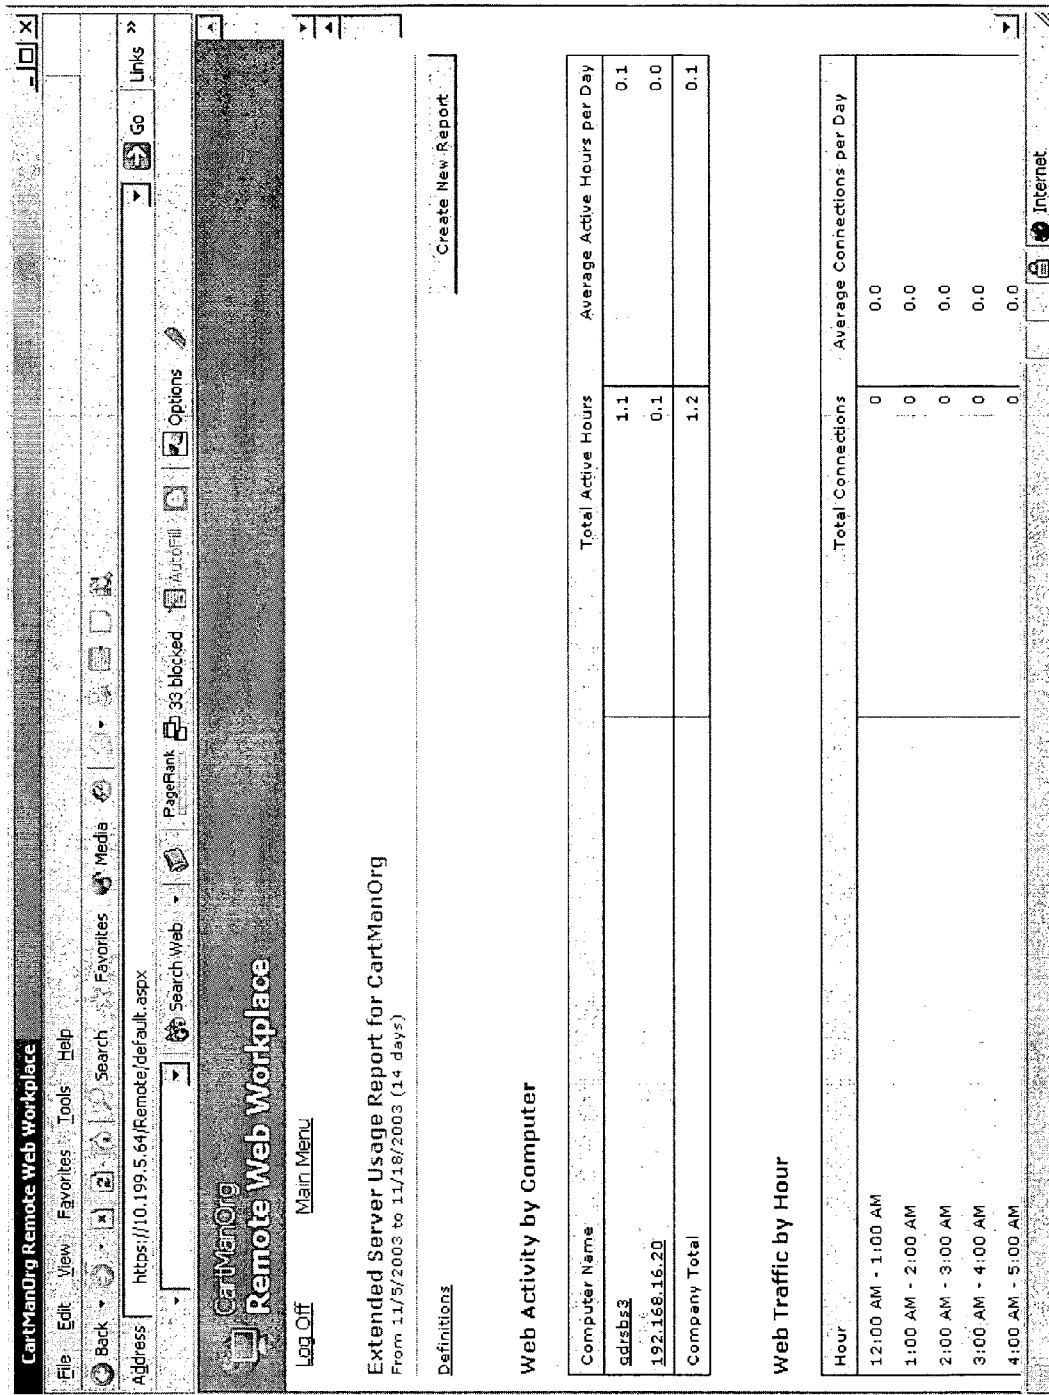 CartManOrg Remote Web Workplace
File Edit View Favorites Tools Help
Back Search Favorites Media
Address https://10.199.5.64/Remote/default.aspx Go Links »
Search Web PageRank 33 blocked AutoFill Options
CartManOrg
Remote Web Workplace
Log Off Main Menu
Extended Server Usage Report for CartManOrg
From 11/5/2003 to 11/18/2003 (14 days)
Definitions Create New Report
Web Activity by Computer
Computer Name Total Active Hours Average Active Hours per Day
qdrsbs3 1.1 0.1
192.168.16.20 0.1 0.0
Company Total 1.2 0.1
Web Traffic by Hour
Hour Total Connections Average Connections per Day
12:00 AM - 1:00 AM 0 0.0
1:00 AM - 2:00 AM 0 0.0
2:00 AM - 3:00 AM 0 0.0
3:00 AM - 4:00 AM 0 0.0
4:00 AM - 5:00 AM 0 0.0
Internet